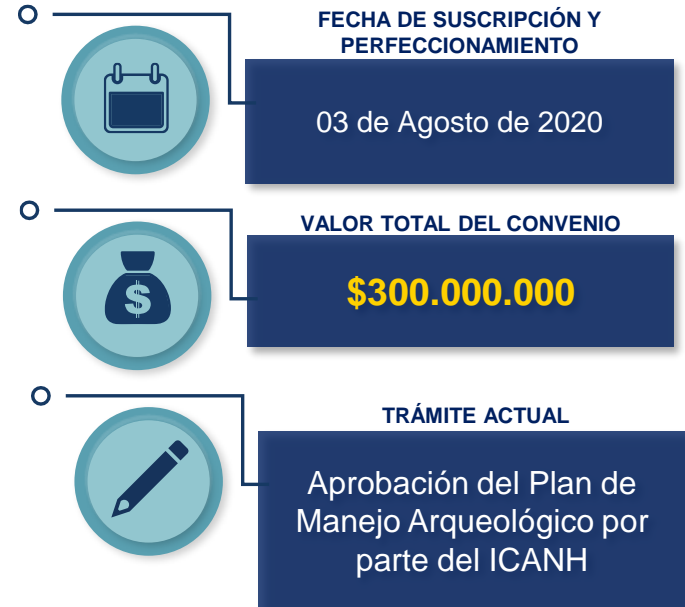 FECHA DE SUSCRIPCIÓN Y
PERFECCIONAMIENTO
03 de Agosto de 2020
VALOR TOTAL DEL CONVENIO
$
$300.000.000
TRÁMITE ACTUAL
Aprobación del Plan de
Manejo Arqueológico por
parte del ICANH